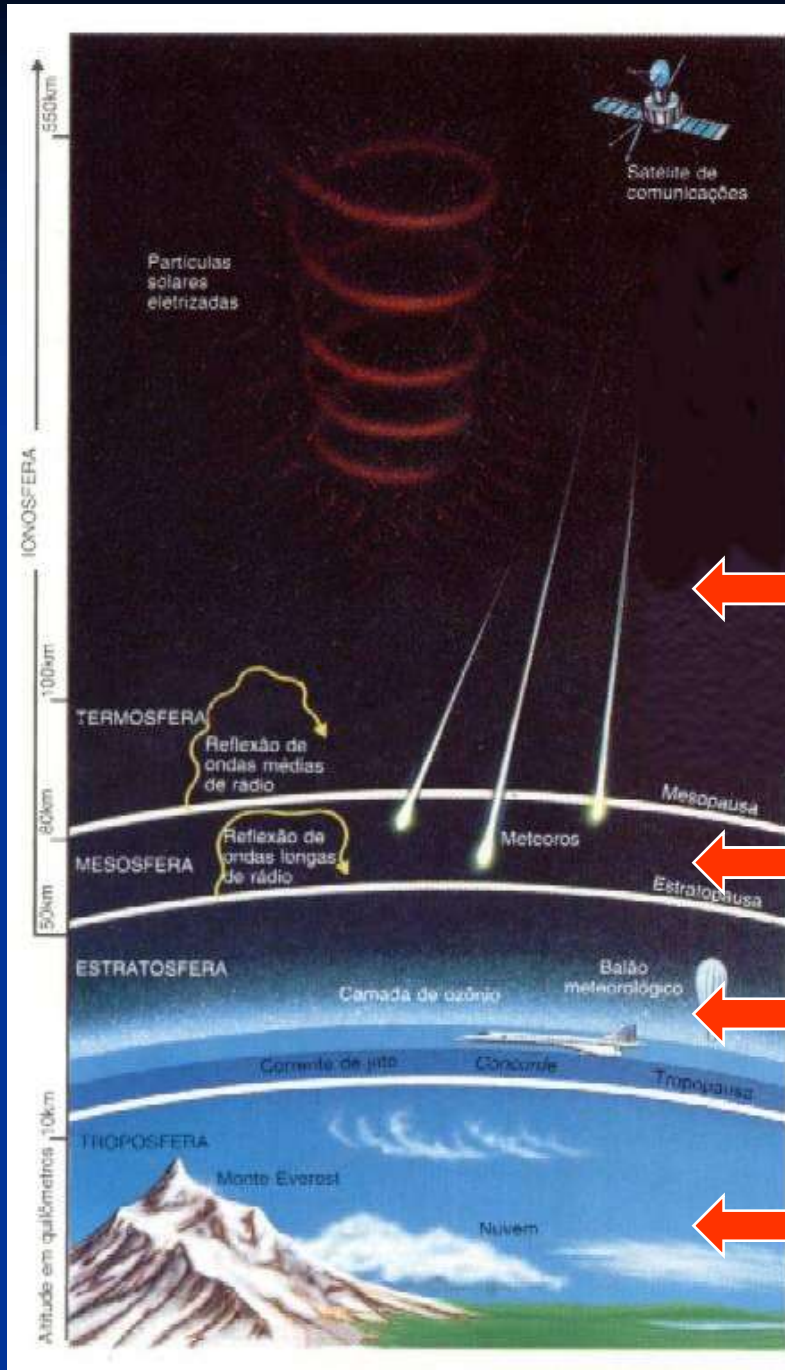 550km
Satélite de
comunicações
Partículas
solares
eletrizadas
IONOSFERA
100km
TERMOSFERA
Reflexão de
ondas médias
de rádio
Mesopausa
80km
Reflexão de
ondas longas
de rádio
Meteoros
MESOSFERA
Estratopausa
50km
ESTRATOSFERA
Balão
meteorológico
Camada de ozônio
Corrente de jato
Concorde
Tropopausa
10km
TROPOSFERA
Monte Everest
Nuvem
Altitude em quilômetros